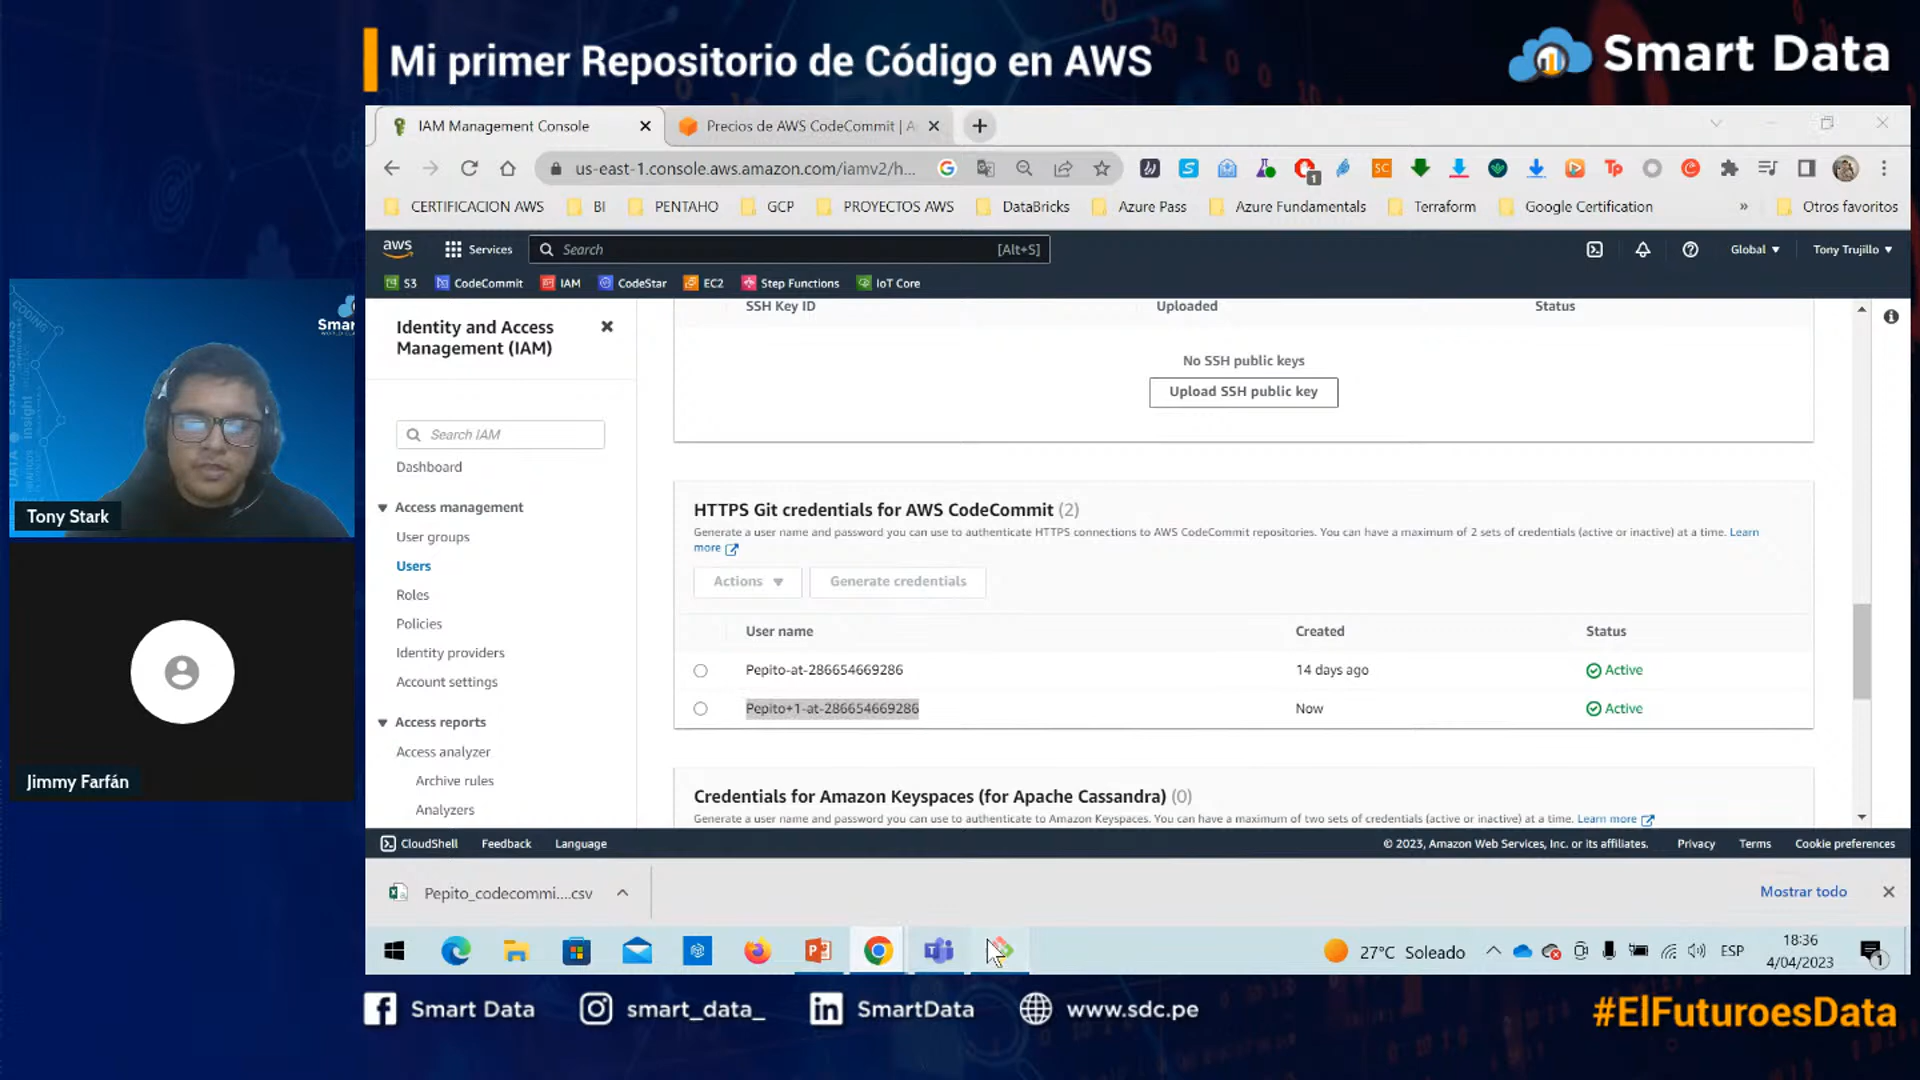 Mi primer Repositorio de Código en AWS
Smart Data
IAM Management Console
Precios de AWS CodeCommit | A
us-east-1.console.aws.amazon.com/iamv2/h...
CERTIFICACION AWS
BI
PENTAHO
GCP
PROYECTOS AWS
DataBricks
Azure Pass
Azure Fundamentals
Terraform
Google Certification
»
Otros favoritos
aws
Services
Search
[Alt+S]
Global
Tony Trujillo
S3
CodeCommit
IAM
CodeStar
EC2
Step Functions
IoT Core
Identity and Access
Management (IAM)
Search IAM
Dashboard
Access management
User groups
Users
Roles
Policies
Identity providers
Account settings
Access reports
Access analyzer
Archive rules
Analyzers
SSH Key ID
Uploaded
Status
No SSH public keys
Upload SSH public key
HTTPS Git credentials for AWS CodeCommit (2)
Generate a user name and password you can use to authenticate HTTPS connections to AWS CodeCommit repositories. You can have a maximum of 2 sets of credentials (active or inactive) at a time. Learn
more
Actions
Generate credentials
User name
Created
Status
Pepito-at-286654669286
14 days ago
Active
Pepito+1-at-286654669286
Now
Active
Credentials for Amazon Keyspaces (for Apache Cassandra) (0)
Generate a user name and password you can use to authenticate to Amazon Keyspaces. You can have a maximum of two sets of credentials (active or inactive) at a time. Learn more
CloudShell
Feedback
Language
© 2023, Amazon Web Services, Inc. or its affiliates.
Privacy
Terms
Cookie preferences
Pepito_codecommi....csv
Mostrar todo
27°C Soleado
ESP
18:36
4/04/2023
1
Tony Stark
Jimmy Farfán
CODING
Smar
Insight
Smart Data
smart_data_
SmartData
www.sdc.pe
#ElFuturoesData